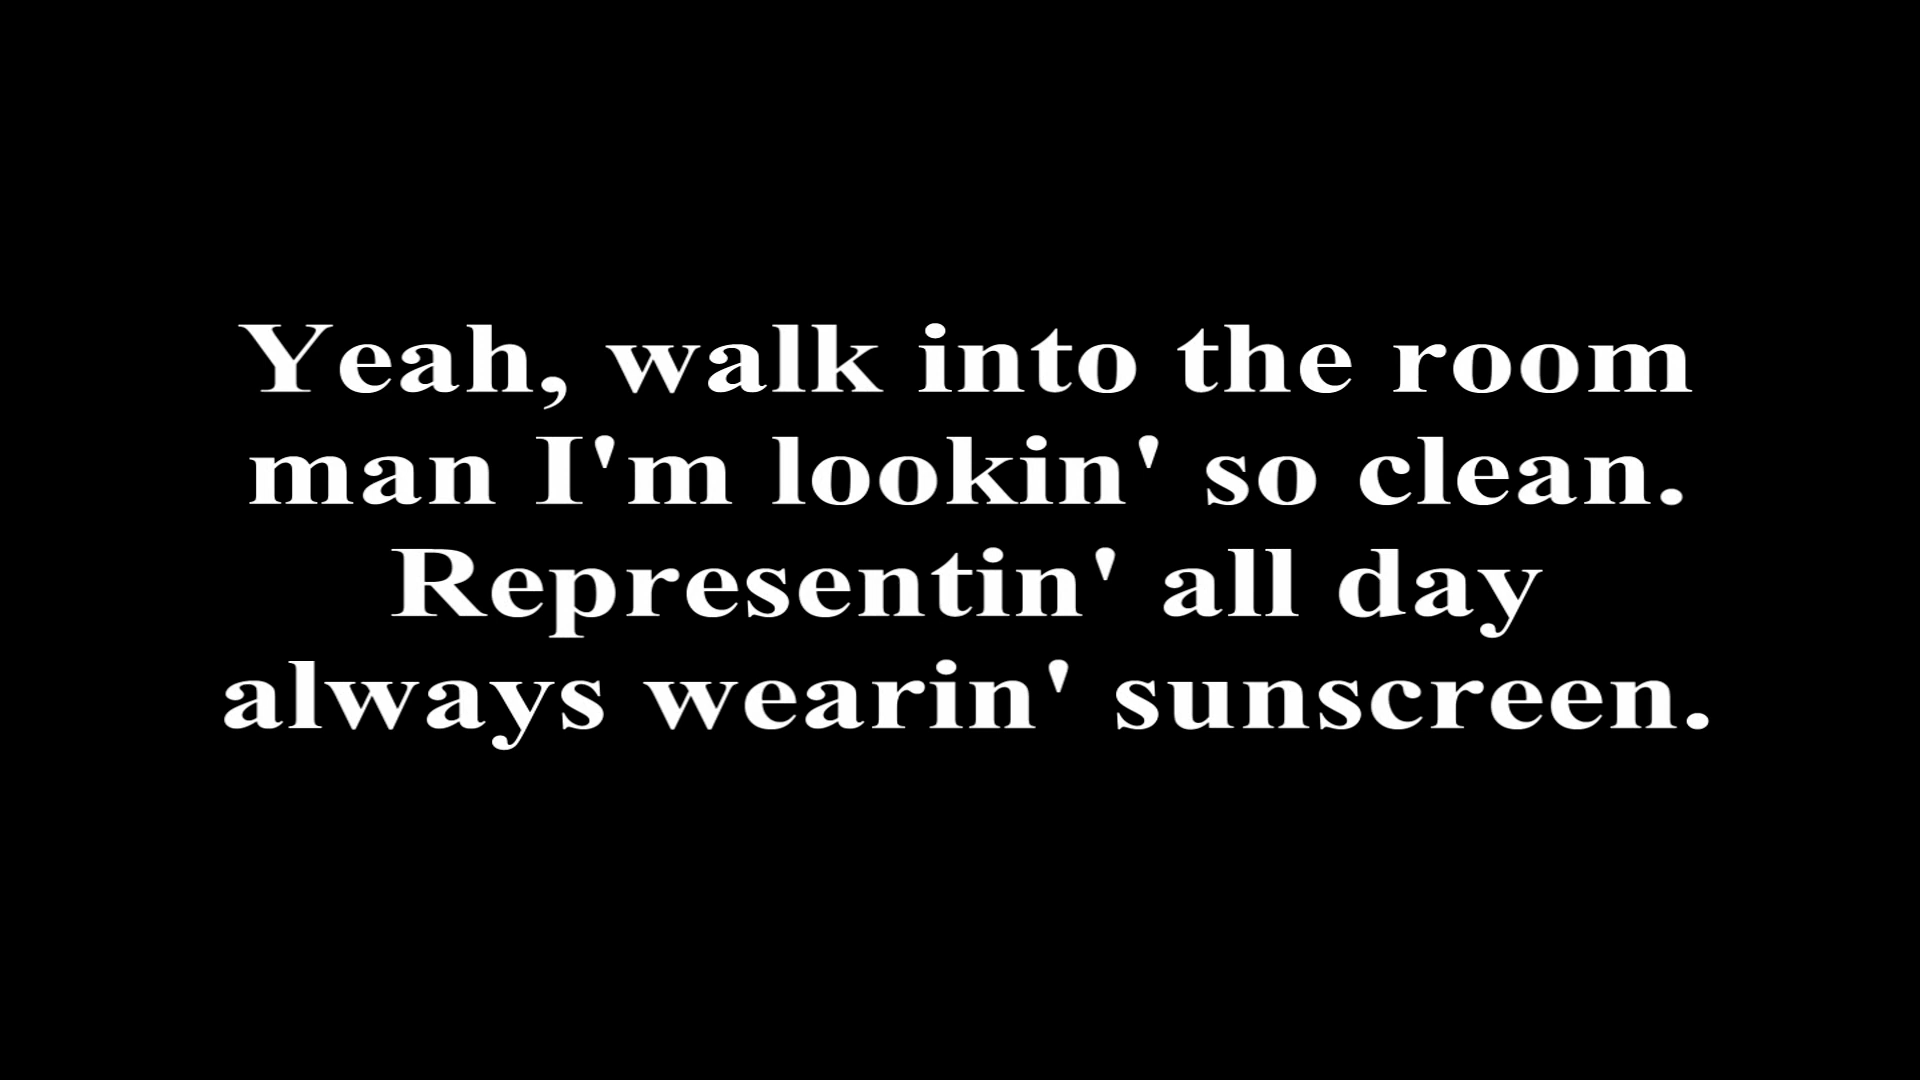 Yeah, walk into the room
man I'm lookin' so clean.
Representin' all day
always wearin' sunscreen.